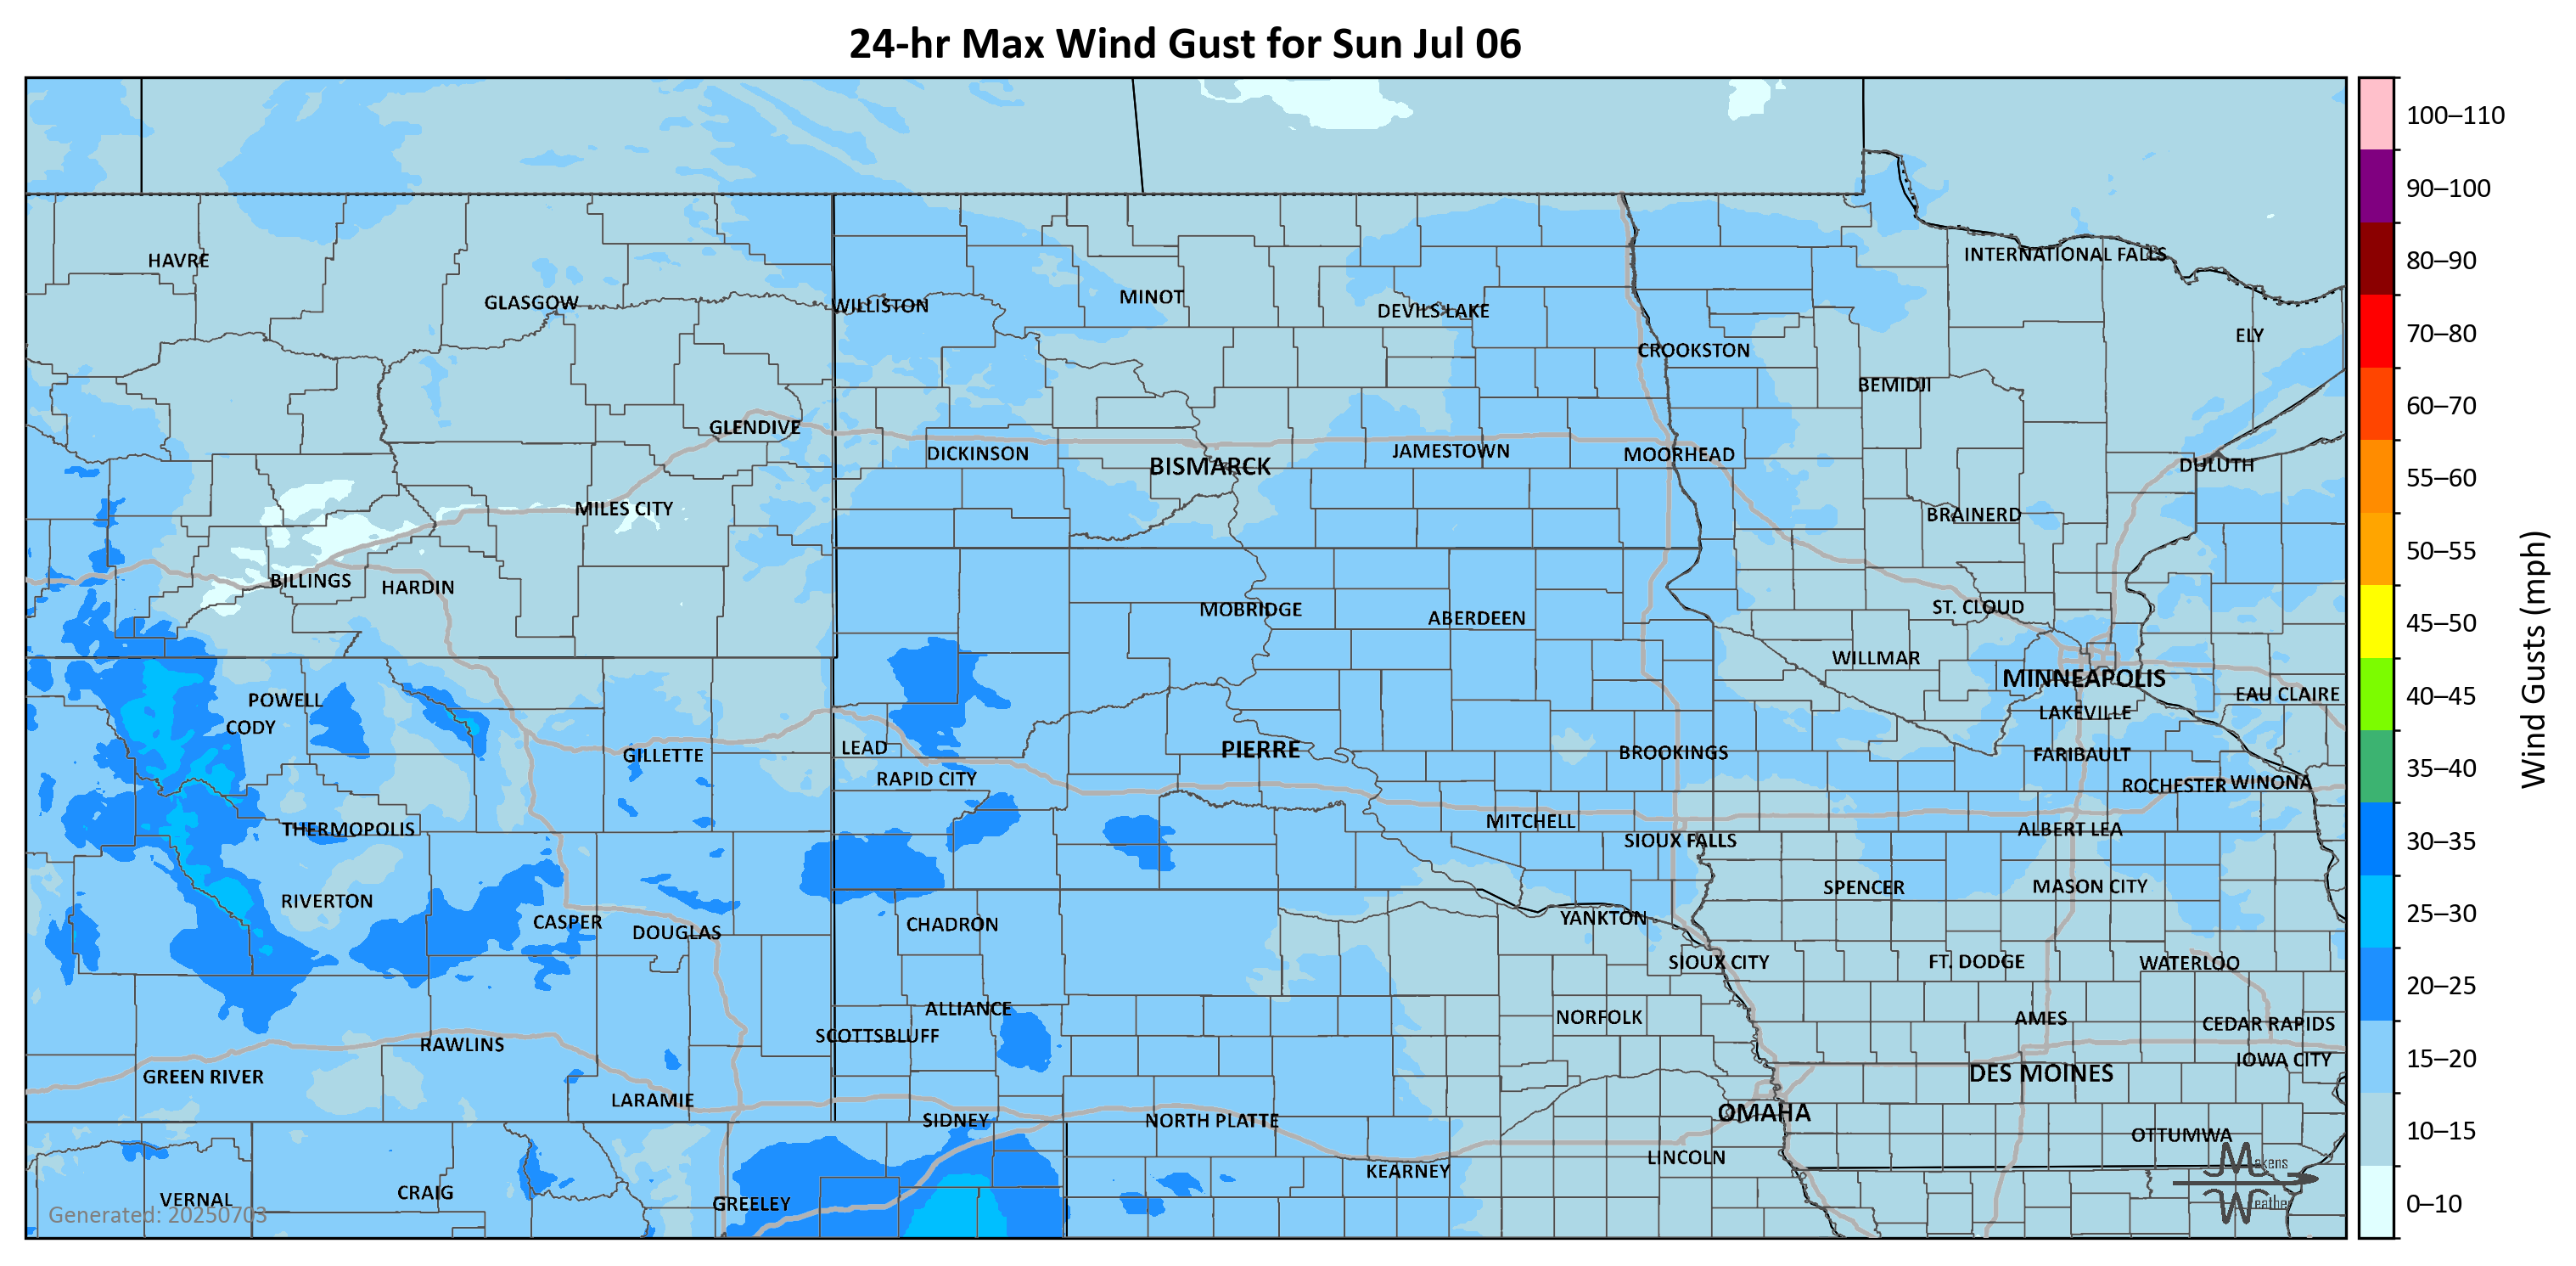 24-hr Max Wind Gust for Sun Jul 06
100–110
90–100
80–90
70–80
60–70
55–60
50–55
45–50
40–45
35–40
30–35
25–30
20–25
15–20
10–15
0–10
Wind Gusts (mph)
HAVRE
INTERNATIONAL FALLS
GLASGOW
WILLISTON
MINOT
DEVILS LAKE
ELY
CROOKSTON
BEMIDJI
GLENDIVE
DICKINSON
BISMARCK
JAMESTOWN
MOORHEAD
DULUTH
MILES CITY
BRAINERD
BILLINGS
HARDIN
MOBRIDGE
ABERDEEN
ST. CLOUD
WILLMAR
MINNEAPOLIS
POWELL
EAU CLAIRE
CODY
LAKEVILLE
GILLETTE
LEAD
PIERRE
BROOKINGS
FARIBAULT
RAPID CITY
ROCHESTER
WINONA
THERMOPOLIS
MITCHELL
SIOUX FALLS
ALBERT LEA
RIVERTON
SPENCER
MASON CITY
CASPER
DOUGLAS
CHADRON
YANKTON
SIOUX CITY
FT. DODGE
WATERLOO
ALLIANCE
NORFOLK
AMES
CEDAR RAPIDS
SCOTTSBLUFF
RAWLINS
IOWA CITY
GREEN RIVER
DES MOINES
LARAMIE
SIDNEY
NORTH PLATTE
OMAHA
OTTUMWA
LINCOLN
KEARNEY
VERNAL
CRAIG
GREELEY
Generated: 20250703
Makens
Weather